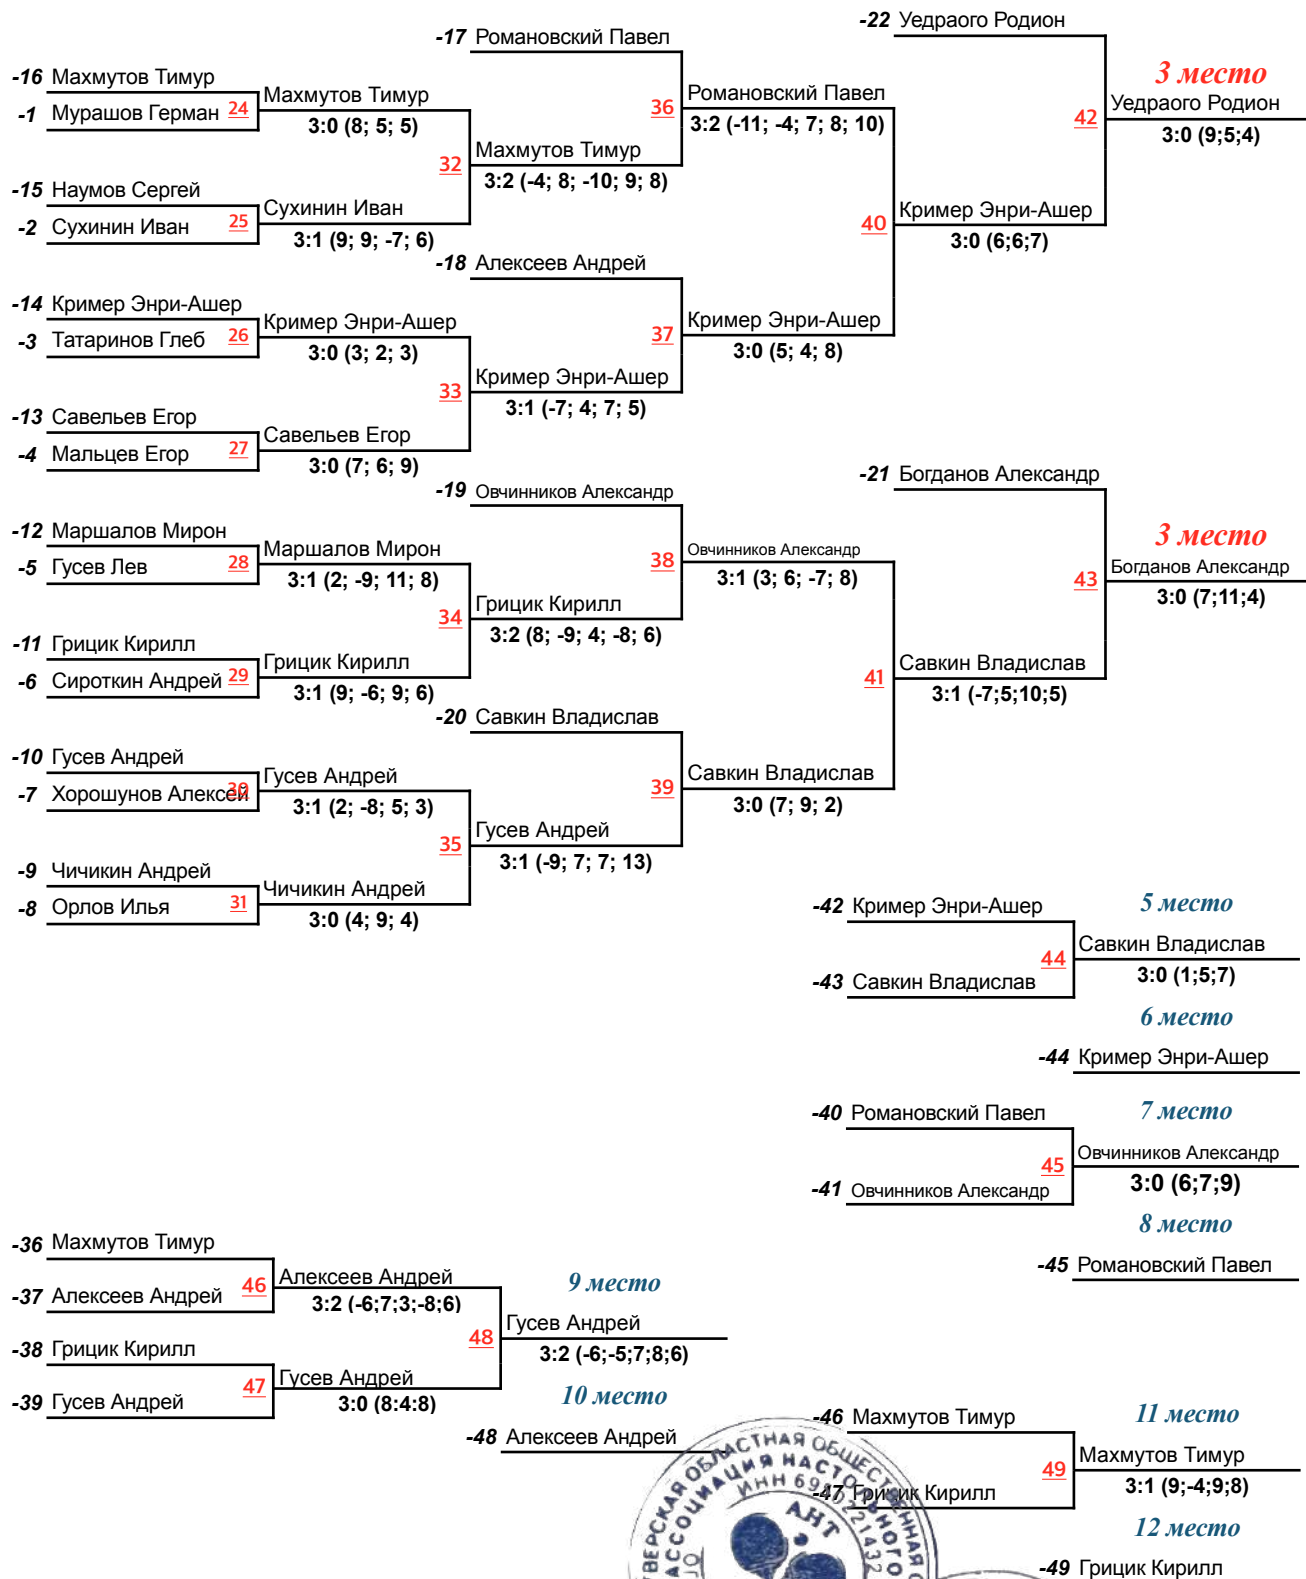 -22 Уедраого Родион
-17 Романовский Павел
3 место
-16 Махмутов Тимур
Махмутов Тимур
Романовский Павел
Уедраого Родион
-1 Мурашов Герман 24
36
42
3:0 (8; 5; 5)
3:2 (-11; -4; 7; 8; 10)
3:0 (9;5;4)
32
Махмутов Тимур
3:2 (-4; 8; -10; 9; 8)
-15 Наумов Сергей
Сухинин Иван
Кример Энри-Ашер
-2 Сухинин Иван 25
40
3:1 (9; 9; -7; 6)
3:0 (6;6;7)
-18 Алексеев Андрей
-14 Кример Энри-Ашер
Кример Энри-Ашер
Кример Энри-Ашер
-3 Татаринов Глеб 26
37
3:0 (3; 2; 3)
3:0 (5; 4; 8)
33
Кример Энри-Ашер
3:1 (-7; 4; 7; 5)
-13 Савельев Егор
Савельев Егор
-4 Мальцев Егор 27
3:0 (7; 6; 9)
-21 Богданов Александр
-19 Овчинников Александр
3 место
-12 Маршалов Мирон
Маршалов Мирон
Овчинников Александр
Богданов Александр
-5 Гусев Лев 28
38
43
3:1 (2; -9; 11; 8)
3:1 (3; 6; -7; 8)
3:0 (7;11;4)
34
Грицик Кирилл
3:2 (8; -9; 4; -8; 6)
-11 Грицик Кирилл
Грицик Кирилл
Савкин Владислав
-6 Сироткин Андрей 29
41
3:1 (9; -6; 9; 6)
3:1 (-7;5;10;5)
-20 Савкин Владислав
-10 Гусев Андрей
Гусев Андрей
Савкин Владислав
-7 Хорошунов Алексей 30
39
3:1 (2; -8; 5; 3)
3:0 (7; 9; 2)
35
Гусев Андрей
3:1 (-9; 7; 7; 13)
-9 Чичикин Андрей
Чичикин Андрей
-8 Орлов Илья 31
3:0 (4; 9; 4)
-42 Кример Энри-Ашер
5 место
Савкин Владислав
44
3:0 (1;5;7)
-43 Савкин Владислав
6 место
-44 Кример Энри-Ашер
-40 Романовский Павел
7 место
Овчинников Александр
45
3:0 (6;7;9)
-41 Овчинников Александр
8 место
-45 Романовский Павел
-36 Махмутов Тимур
Алексеев Андрей
9 место
46
-37 Алексеев Андрей
3:2 (-6;7;3;-8;6)
Гусев Андрей
48
3:2 (-6;-5;7;8;6)
-38 Грицик Кирилл
Гусев Андрей
47
-39 Гусев Андрей
3:0 (8:4:8)
10 место
-48 Алексеев Андрей
-46 Махмутов Тимур
11 место
Махмутов Тимур
49
3:1 (9;-4;9;8)
-47 Грицик Кирилл
12 место
-49 Грицик Кирилл
ТВЕРСКАЯ ОБЛАСТНАЯ ОБЩЕСТВЕННАЯ
АССОЦИАЦИЯ НАСТОЛЬНОГО
АНТ